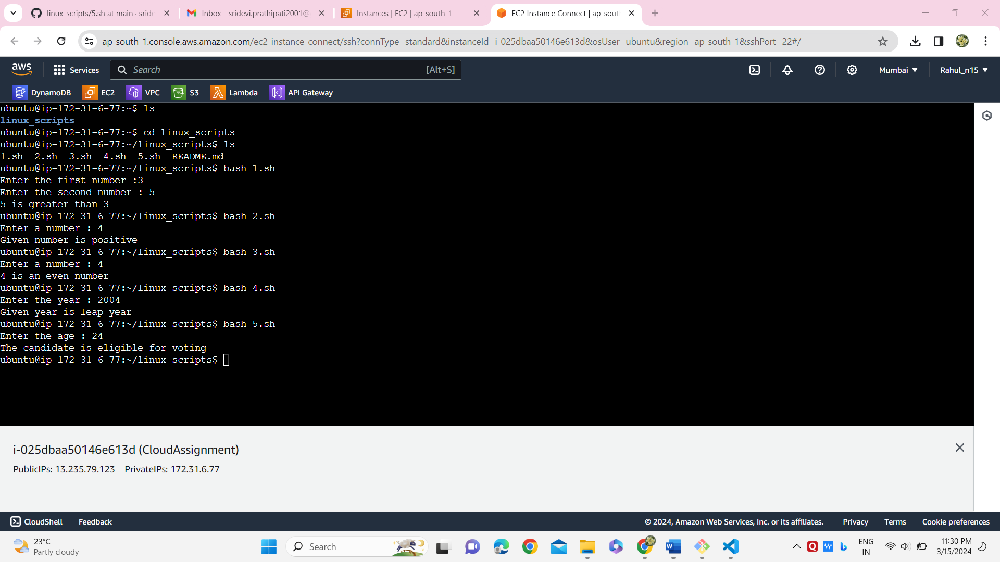 linux_scripts/5.sh at main · sride
Inbox - sridevi.prathipati2001@
Instances | EC2 | ap-south-1
EC2 Instance Connect | ap-sout
ap-south-1.console.aws.amazon.com/ec2-instance-connect/ssh?connType=standard&instanceId=i-025dbaa50146e613d&osUser=ubuntu&region=ap-south-1&sshPort=22#/
aws Services Search [Alt+S] Mumbai Rahul_n15
DynamoDB EC2 VPC S3 Lambda API Gateway
ubuntu@ip-172-31-6-77:~$ ls
linux_scripts
ubuntu@ip-172-31-6-77:~$ cd linux_scripts
ubuntu@ip-172-31-6-77:~/linux_scripts$ ls
1.sh  2.sh  3.sh  4.sh  5.sh  README.md
ubuntu@ip-172-31-6-77:~/linux_scripts$ bash 1.sh
Enter the first number :3
Enter the second number : 5
5 is greater than 3
ubuntu@ip-172-31-6-77:~/linux_scripts$ bash 2.sh
Enter a number : 4
Given number is positive
ubuntu@ip-172-31-6-77:~/linux_scripts$ bash 3.sh
Enter a number : 4
4 is an even number
ubuntu@ip-172-31-6-77:~/linux_scripts$ bash 4.sh
Enter the year : 2004
Given year is leap year
ubuntu@ip-172-31-6-77:~/linux_scripts$ bash 5.sh
Enter the age : 24
The candidate is eligible for voting
ubuntu@ip-172-31-6-77:~/linux_scripts$
i-025dbaa50146e613d (CloudAssignment)
PublicIPs: 13.235.79.123 PrivateIPs: 172.31.6.77
CloudShell Feedback © 2024, Amazon Web Services, Inc. or its affiliates. Privacy Terms Cookie preferences
23°C
Partly cloudy
Search
ENG
IN
11:30 PM
3/15/2024